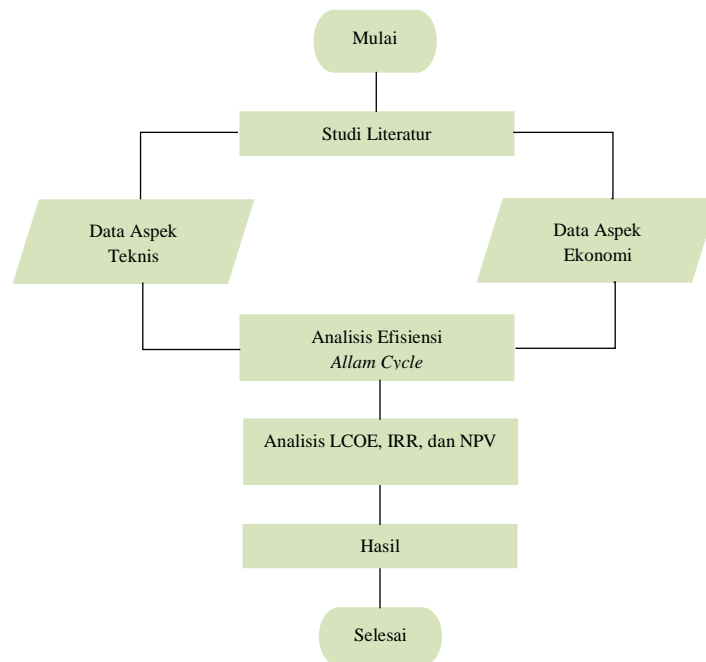 Mulai
Studi Literatur
Data Aspek
Teknis
Data Aspek
Ekonomi
Analisis Efisiensi
Allam Cycle
Analisis LCOE, IRR, dan NPV
Hasil
Selesai